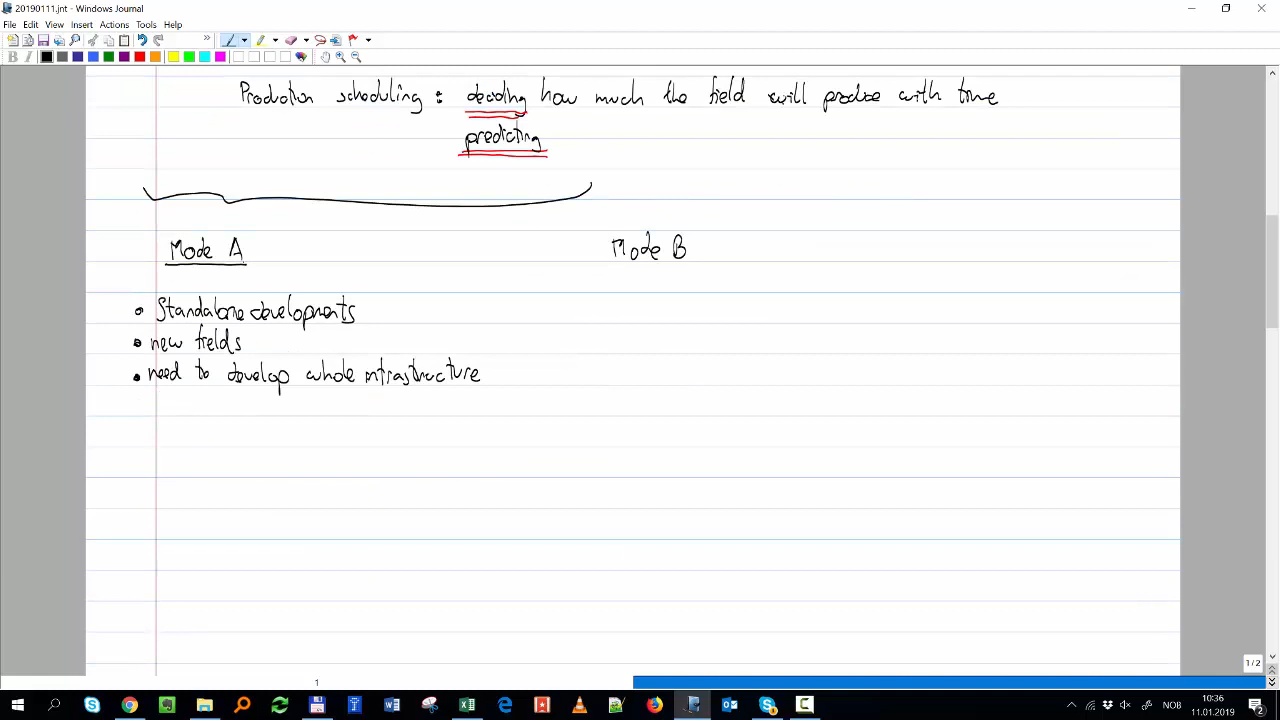 20190111.jnt - Windows Journal
File Edit View Insert Actions Tools Help
B I
Production scheduling : deciding how much the field will produce with time
predicting
Mode A Mode B
• Standalone developments
• new fields
• need to develop whole infrastructure
1/2
1
10:36
NOB
11.01.2019